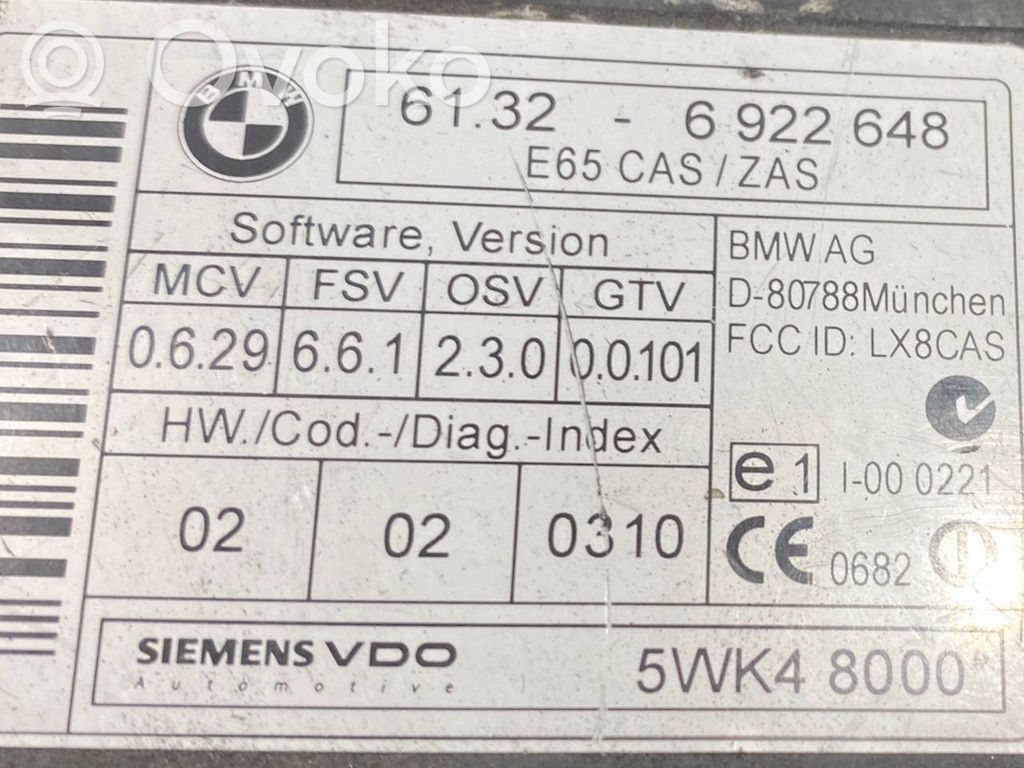 Ovoko
BMW
61.32 - 6 922 648
E65 CAS / ZAS
Software, Version
MCV FSV OSV GTV
0.6.29 6.6.1 2.3.0 0.0.101
HW./Cod.-/Diag.-Index
02 02 0310
BMW AG
D-80788München
FCC ID: LX8CAS
e 1 I-00 0221
CE 0682
SIEMENS VDO
Automotive
5WK4 8000